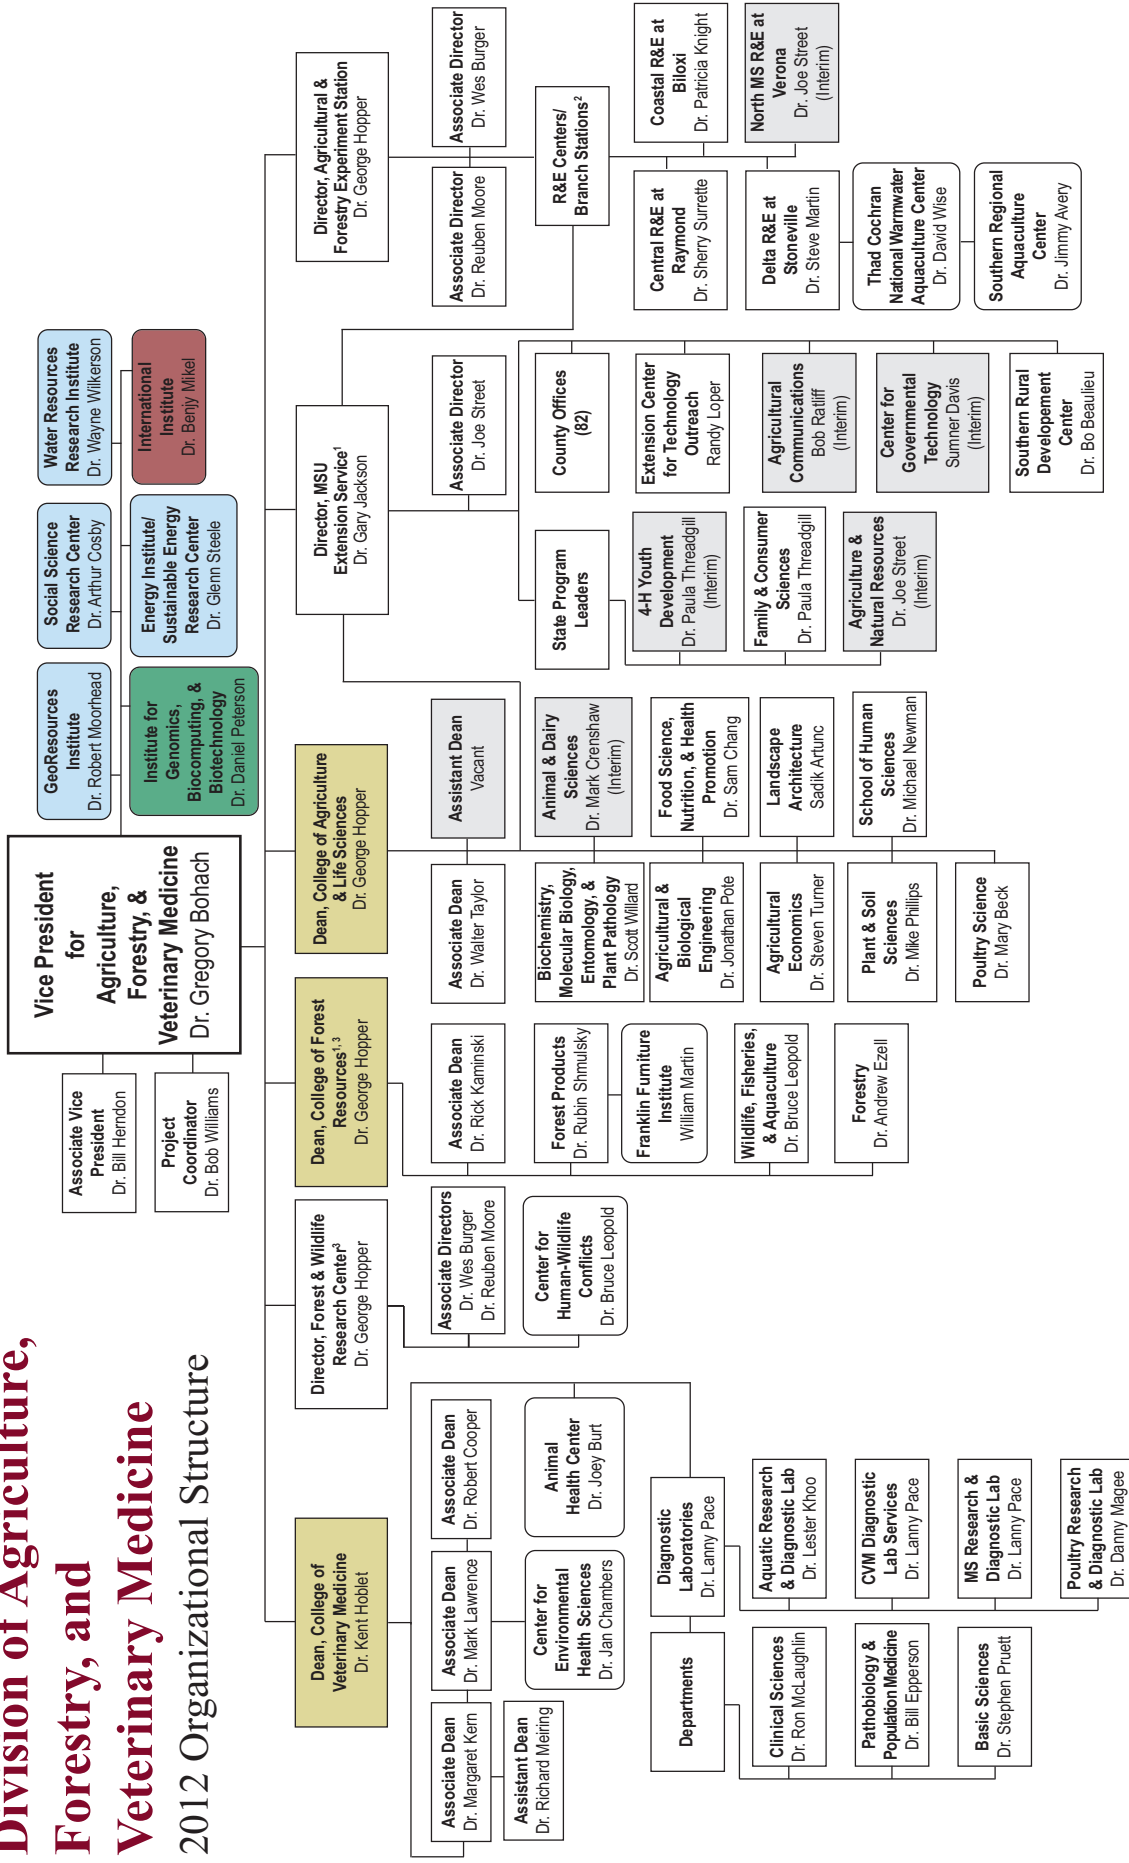 Division of Agriculture,
Forestry, and
Veterinary Medicine
2012 Organizational Structure
Vice President
for
Agriculture,
Forestry, &
Veterinary Medicine
Dr. Gregory Bohach
Associate Vice
President
Dr. Bill Herndon
Project
Coordinator
Dr. Bob Williams
GeoResources
Institute
Dr. Robert Moorhead
Social Science
Research Center
Dr. Arthur Cosby
Water Resources
Research Institute
Dr. Wayne Wilkerson
Institute for
Genomics,
Biocomputing, &
Biotechnology
Dr. Daniel Peterson
Energy Institute/
Sustainable Energy
Research Center
Dr. Glenn Steele
International
Institute
Dr. Benjy Mikel
Dean, College of
Veterinary Medicine
Dr. Kent Hoblet
Director, Forest & Wildlife
Research Center³
Dr. George Hopper
Dean, College of Forest
Resources¹,³
Dr. George Hopper
Dean, College of Agriculture
& Life Sciences
Dr. George Hopper
Director, MSU
Extension Service¹
Dr. Gary Jackson
Director, Agricultural &
Forestry Experiment Station
Dr. George Hopper
Associate Dean
Dr. Margaret Kern
Associate Dean
Dr. Mark Lawrence
Associate Dean
Dr. Robert Cooper
Assistant Dean
Dr. Richard Meiring
Center for
Environmental
Health Sciences
Dr. Jan Chambers
Animal
Health Center
Dr. Joey Burt
Departments
Diagnostic
Laboratories
Dr. Lanny Pace
Clinical Sciences
Dr. Ron McLaughlin
Pathobiology &
Population Medicine
Dr. Bill Epperson
Basic Sciences
Dr. Stephen Pruett
Aquatic Research
& Diagnostic Lab
Dr. Lester Khoo
CVM Diagnostic
Lab Services
Dr. Lanny Pace
MS Research &
Diagnostic Lab
Dr. Lanny Pace
Poultry Research
& Diagnostic Lab
Dr. Danny Magee
Associate Directors
Dr. Wes Burger
Dr. Reuben Moore
Center for
Human-Wildlife
Conflicts
Dr. Bruce Leopold
Associate Dean
Dr. Rick Kaminski
Forest Products
Dr. Rubin Shmulsky
Franklin Furniture
Institute
William Martin
Wildlife, Fisheries,
& Aquaculture
Dr. Bruce Leopold
Forestry
Dr. Andrew Ezell
Associate Dean
Dr. Walter Taylor
Assistant Dean
Vacant
Biochemistry,
Molecular Biology,
Entomology, &
Plant Pathology
Dr. Scott Willard
Animal & Dairy
Sciences
Dr. Mark Crenshaw
(Interim)
Agricultural &
Biological
Engineering
Dr. Jonathan Pote
Food Science,
Nutrition, & Health
Promotion
Dr. Sam Chang
Agricultural
Economics
Dr. Steven Turner
Landscape
Architecture
Sadik Artunc
Plant & Soil
Sciences
Dr. Mike Phillips
School of Human
Sciences
Dr. Michael Newman
Poultry Science
Dr. Mary Beck
Associate Director
Dr. Joe Street
State Program
Leaders
County Offices
(82)
4-H Youth
Development
Dr. Paula Threadgill
(Interim)
Family & Consumer
Sciences
Dr. Paula Threadgill
Agriculture &
Natural Resources
Dr. Joe Street
(Interim)
Extension Center
for Technology
Outreach
Randy Loper
Agricultural
Communications
Bob Ratliff
(Interim)
Center for
Governmental
Technology
Sumner Davis
(Interim)
Southern Rural
Developement
Center
Dr. Bo Beaulieu
Associate Director
Dr. Reuben Moore
Associate Director
Dr. Wes Burger
R&E Centers/
Branch Stations²
Central R&E at
Raymond
Dr. Sherry Surrette
Coastal R&E at
Biloxi
Dr. Patricia Knight
Delta R&E at
Stoneville
Dr. Steve Martin
North MS R&E at
Verona
Dr. Joe Street
(Interim)
Thad Cochran
National Warmwater
Aquaculture Center
Dr. David Wise
Southern Regional
Aquaculture
Center
Dr. Jimmy Avery